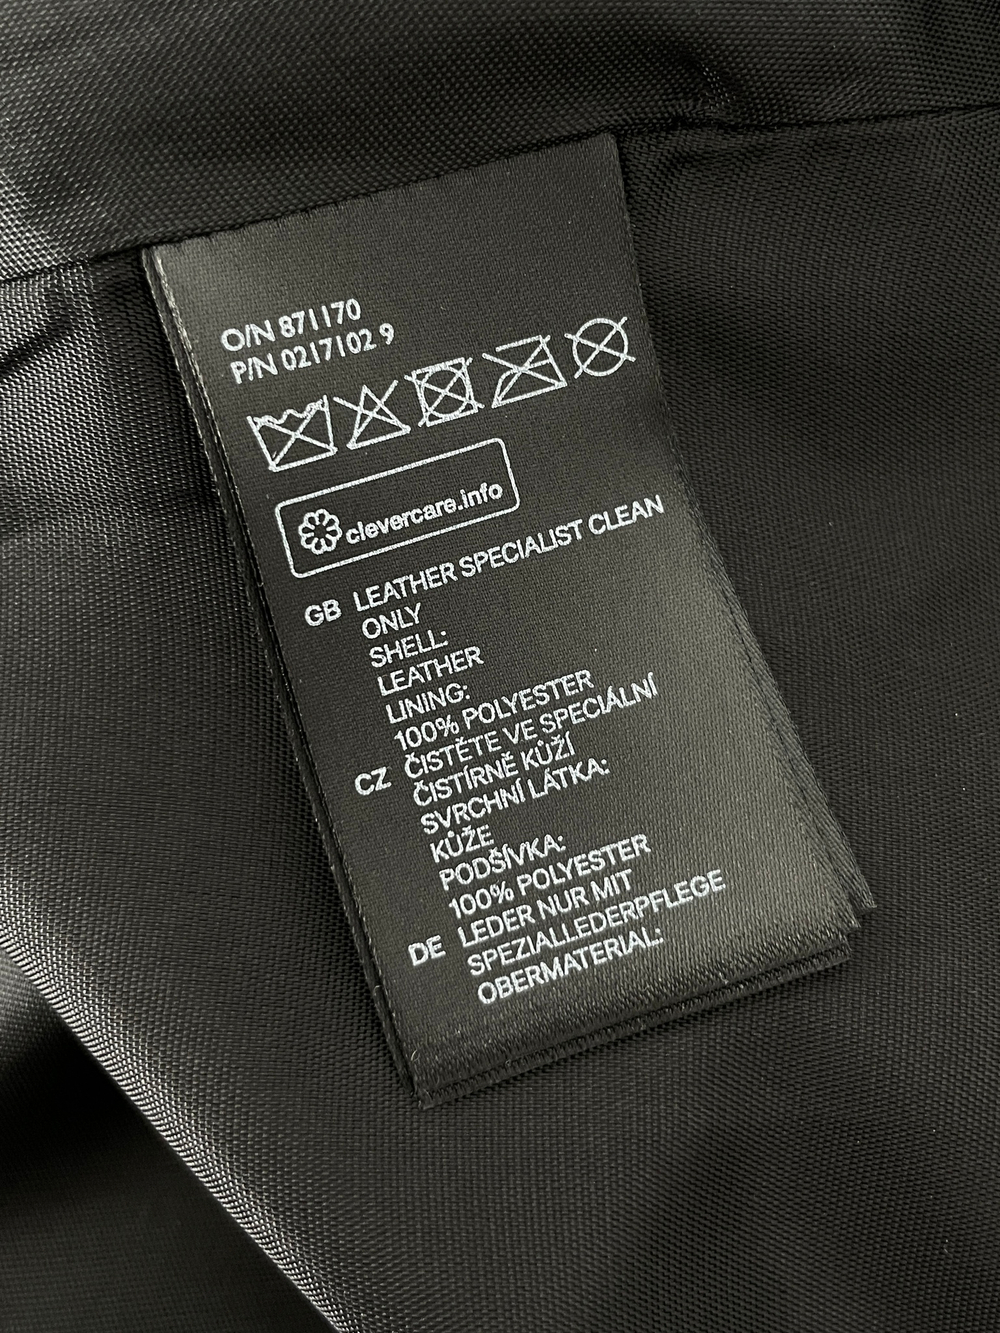 O/N 871170
P/N 0217102 9
clevercare.info
GB LEATHER SPECIALIST CLEAN
ONLY
SHELL:
LEATHER
LINING:
100% POLYESTER
CZ ČISTĚTE VE SPECIÁLNÍ
ČISTÍRNĚ KŮŽÍ
SVRCHNÍ LÁTKA:
KŮŽE
PODŠÍVKA:
100% POLYESTER
DE LEDER NUR MIT
SPEZIALLEDERPFLEGE
OBERMATERIAL: